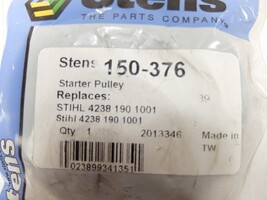 Stens
THE PARTS COMPANY
Stens 150-376
Starter Pulley
Replaces:
STIHL 4238 190 1001
Stihl 4238 190 1001
Qty 1 2013346 Made in
TW
023899341351
stens